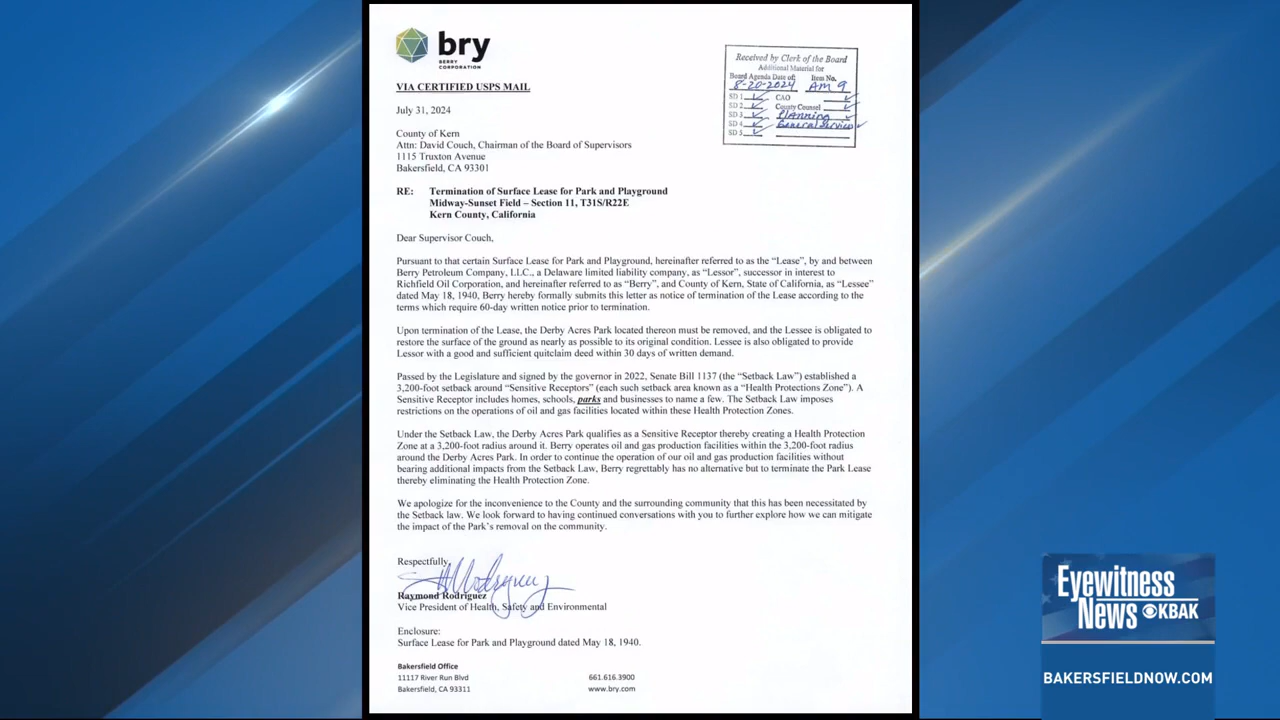 bry
BERRY
CORPORATION
Received by Clerk of the Board
Additional Material for
Board Agenda Date of: Item No.
8-20-2024 AM 9
SD 1 ✓ CAO ✓
SD 2 ✓ County Counsel ✓
SD 3 ✓ Planning ✓
SD 4 ✓ General Services ✓
SD 5 ✓
VIA CERTIFIED USPS MAIL
July 31, 2024
County of Kern
Attn: David Couch, Chairman of the Board of Supervisors
1115 Truxton Avenue
Bakersfield, CA 93301
RE: Termination of Surface Lease for Park and Playground
Midway-Sunset Field – Section 11, T31S/R22E
Kern County, California
Dear Supervisor Couch,
Pursuant to that certain Surface Lease for Park and Playground, hereinafter referred to as the “Lease”, by and between
Berry Petroleum Company, LLC., a Delaware limited liability company, as “Lessor”, successor in interest to
Richfield Oil Corporation, and hereinafter referred to as “Berry”, and County of Kern, State of California, as “Lessee”
dated May 18, 1940, Berry hereby formally submits this letter as notice of termination of the Lease according to the
terms which require 60-day written notice prior to termination.
Upon termination of the Lease, the Derby Acres Park located thereon must be removed, and the Lessee is obligated to
restore the surface of the ground as nearly as possible to its original condition. Lessee is also obligated to provide
Lessor with a good and sufficient quitclaim deed within 30 days of written demand.
Passed by the Legislature and signed by the governor in 2022, Senate Bill 1137 (the “Setback Law”) established a
3,200-foot setback around “Sensitive Receptors” (each such setback area known as a “Health Protections Zone”). A
Sensitive Receptor includes homes, schools, parks and businesses to name a few. The Setback Law imposes
restrictions on the operations of oil and gas facilities located within these Health Protection Zones.
Under the Setback Law, the Derby Acres Park qualifies as a Sensitive Receptor thereby creating a Health Protection
Zone at a 3,200-foot radius around it. Berry operates oil and gas production facilities within the 3,200-foot radius
around the Derby Acres Park. In order to continue the operation of our oil and gas production facilities without
bearing additional impacts from the Setback Law, Berry regrettably has no alternative but to terminate the Park Lease
thereby eliminating the Health Protection Zone.
We apologize for the inconvenience to the County and the surrounding community that this has been necessitated by
the Setback law. We look forward to having continued conversations with you to further explore how we can mitigate
the impact of the Park’s removal on the community.
Respectfully,
Raymond Rodriguez
Vice President of Health, Safety and Environmental
Enclosure:
Surface Lease for Park and Playground dated May 18, 1940.
Bakersfield Office
11117 River Run Blvd 661.616.3900
Bakersfield, CA 93311 www.bry.com
Eyewitness
News KBAK
BAKERSFIELDNOW.COM